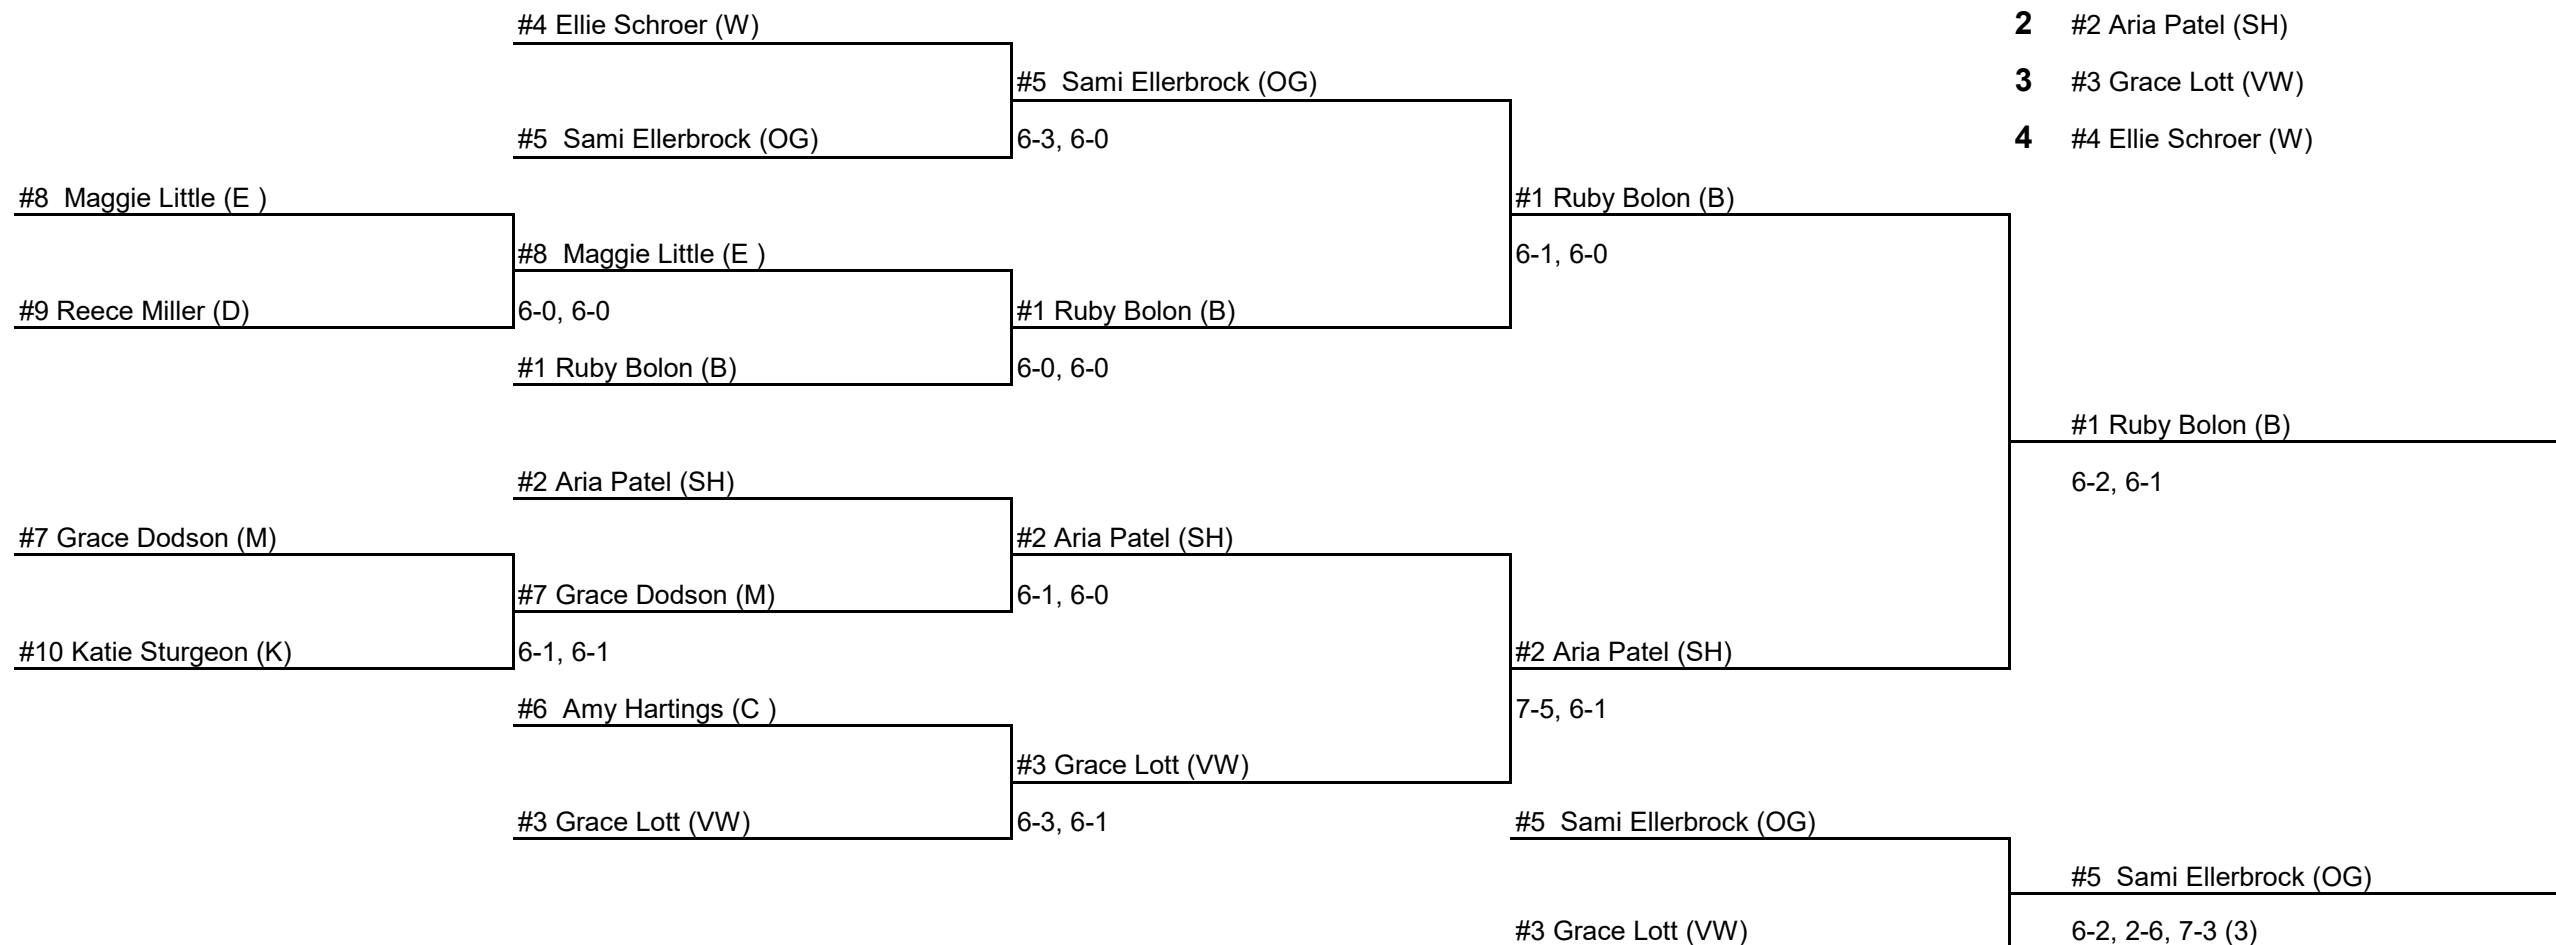 #4 Ellie Schroer (W)
2 #2 Aria Patel (SH)
#5 Sami Ellerbrock (OG)
3 #3 Grace Lott (VW)
#5 Sami Ellerbrock (OG)
6-3, 6-0
4 #4 Ellie Schroer (W)
#8 Maggie Little (E )
#1 Ruby Bolon (B)
#8 Maggie Little (E )
6-1, 6-0
#9 Reece Miller (D)
6-0, 6-0
#1 Ruby Bolon (B)
#1 Ruby Bolon (B)
6-0, 6-0
#1 Ruby Bolon (B)
#2 Aria Patel (SH)
6-2, 6-1
#7 Grace Dodson (M)
#2 Aria Patel (SH)
#7 Grace Dodson (M)
6-1, 6-0
#10 Katie Sturgeon (K)
6-1, 6-1
#2 Aria Patel (SH)
#6 Amy Hartings (C )
7-5, 6-1
#3 Grace Lott (VW)
#3 Grace Lott (VW)
6-3, 6-1
#5 Sami Ellerbrock (OG)
#5 Sami Ellerbrock (OG)
#3 Grace Lott (VW)
6-2, 2-6, 7-3 (3)